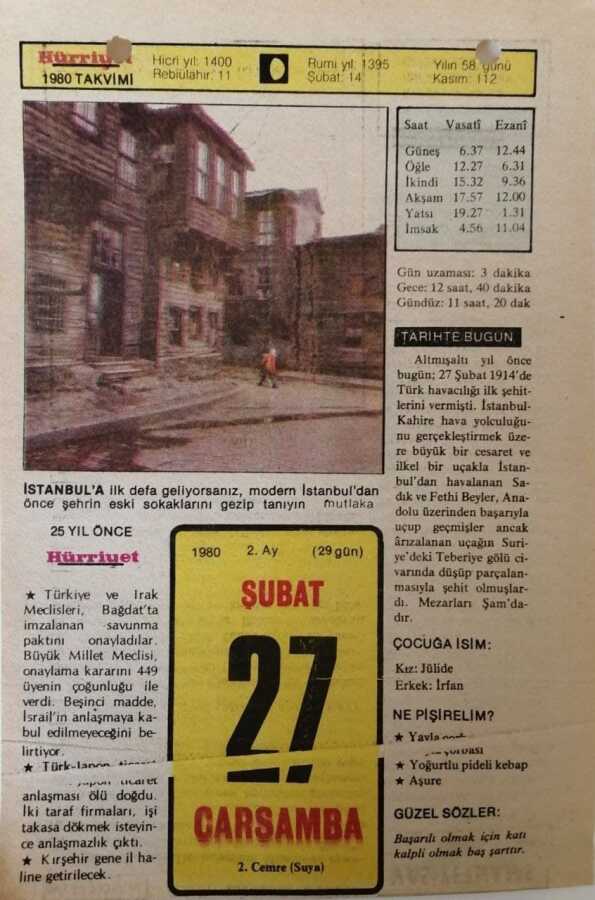 Hürriyet
1980 TAKVİMİ
Hicri yıl: 1400
Rebiülahir: 11
Rumi yıl: 1395
Şubat: 14
Yılın 58. günü
Kasım: 112
Saat Vasatî Ezanî
Güneş 6.37 12.44
Öğle 12.27 6.31
İkindi 15.32 9.36
Akşam 17.57 12.00
Yatsı 19.27 1.31
İmsak 4.56 11.04
Gün uzaması: 3 dakika
Gece: 12 saat, 40 dakika
Gündüz: 11 saat, 20 dak
TARİHTE BUGÜN
Altmışaltı yıl önce
bugün; 27 Şubat 1914'de
Türk havacılığı ilk şehit-
lerini vermişti. İstanbul-
Kahire hava yolculuğu-
nu gerçekleştirmek üze-
re büyük bir cesaret ve
ilkel bir uçakla İstan-
bul'dan havalanan Sa-
dık ve Fethi Beyler, Ana-
dolu üzerinden başarıyla
uçup geçmişler ancak
ârızalanan uçağın Suri-
ye'deki Teberiye gölü ci-
varında düşüp parçalan-
masıyla şehit olmuşlar-
dı. Mezarları Şam'da-
dır.
İSTANBUL'A ilk defa geliyorsanız, modern İstanbul'dan
önce şehrin eski sokaklarını gezip tanıyın mutlaka
25 YIL ÖNCE
Hürriyet
★ Türkiye ve Irak
Meclisleri, Bağdat'ta
imzalanan savunma
paktını onayladılar.
Büyük Millet Meclisi,
onaylama kararını 449
üyenin çoğunluğu ile
verdi. Beşinci madde,
İsrail'in anlaşmaya ka-
bul edilmeyeceğini be-
lirtiyor.
★ Türk-Japon ticaret
anlaşması ölü doğdu.
İki taraf firmaları, işi
takasa dökmek isteyin-
ce anlaşmazlık çıktı.
★ Kırşehir gene il ha-
line getirilecek.
1980 2. Ay (29 gün)
ŞUBAT
27
ÇARŞAMBA
2. Cemre (Suya)
ÇOCUĞA İSİM:
Kız: Jülide
Erkek: İrfan
NE PİŞİRELİM?
★ Yayla çorbası
★ Yoğurtlu pideli kebap
★ Aşure
GÜZEL SÖZLER:
Başarılı olmak için katı
kalpli olmak baş şarttır.